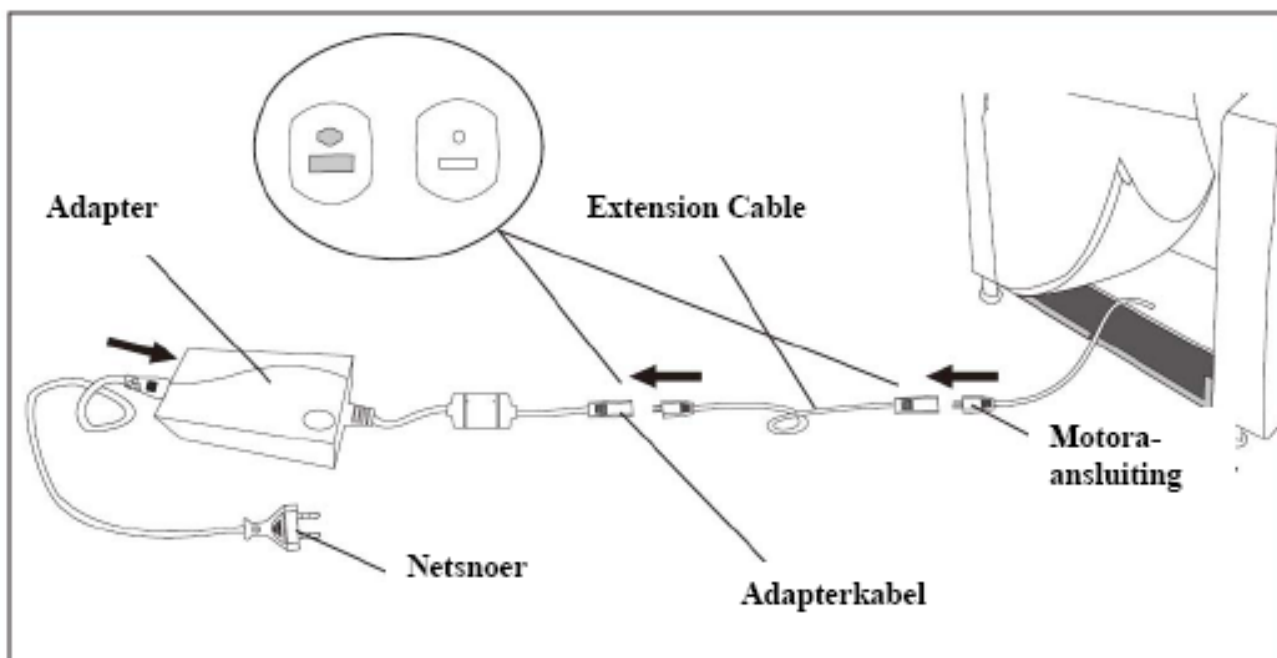 Adapter
Extension Cable
Motora-
ansluiting
Netsnoer
Adapterkabel